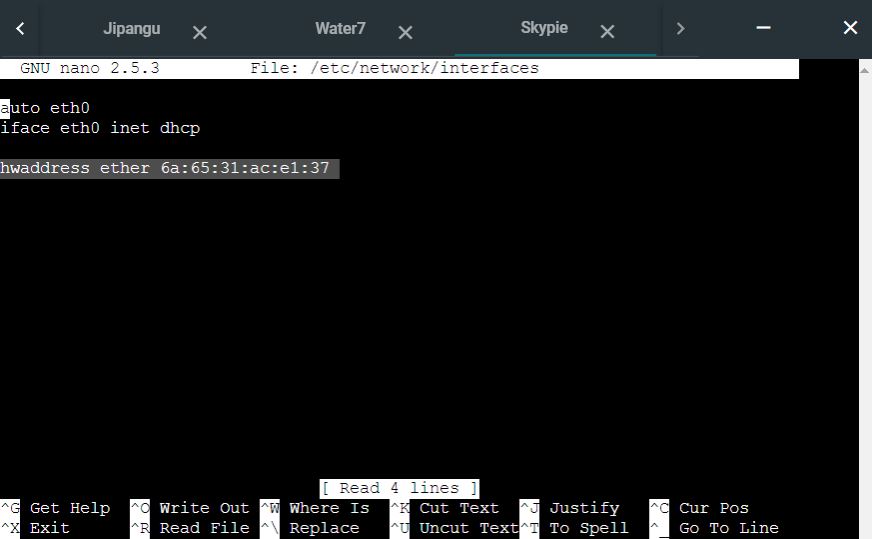 Jipangu Water7 Skypie
GNU nano 2.5.3 File: /etc/network/interfaces
auto eth0
iface eth0 inet dhcp
hwaddress ether 6a:65:31:ac:e1:37
[ Read 4 lines ]
^G Get Help ^O Write Out ^W Where Is ^K Cut Text ^J Justify ^C Cur Pos
^X Exit ^R Read File ^\ Replace ^U Uncut Text ^T To Spell ^_ Go To Line